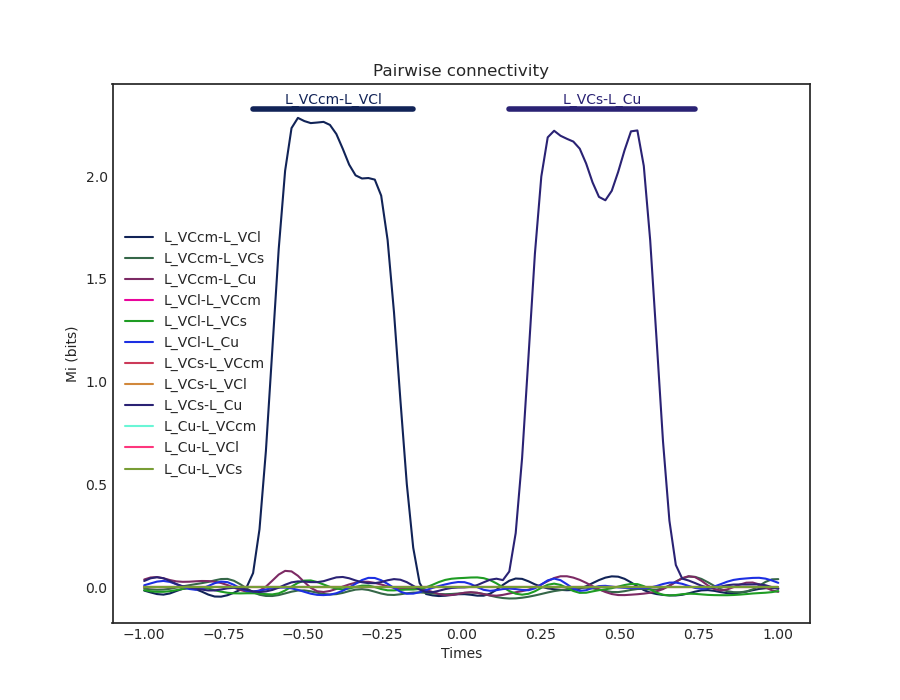 Pairwise connectivity
L_VCcm-L_VCl
L_VCs-L_Cu
2.0
1.5
1.0
0.5
0.0
Mi (bits)
L_VCcm-L_VCl
L_VCcm-L_VCs
L_VCcm-L_Cu
L_VCl-L_VCcm
L_VCl-L_VCs
L_VCl-L_Cu
L_VCs-L_VCcm
L_VCs-L_VCl
L_VCs-L_Cu
L_Cu-L_VCcm
L_Cu-L_VCl
L_Cu-L_VCs
−1.00 −0.75 −0.50 −0.25 0.00 0.25 0.50 0.75 1.00
Times